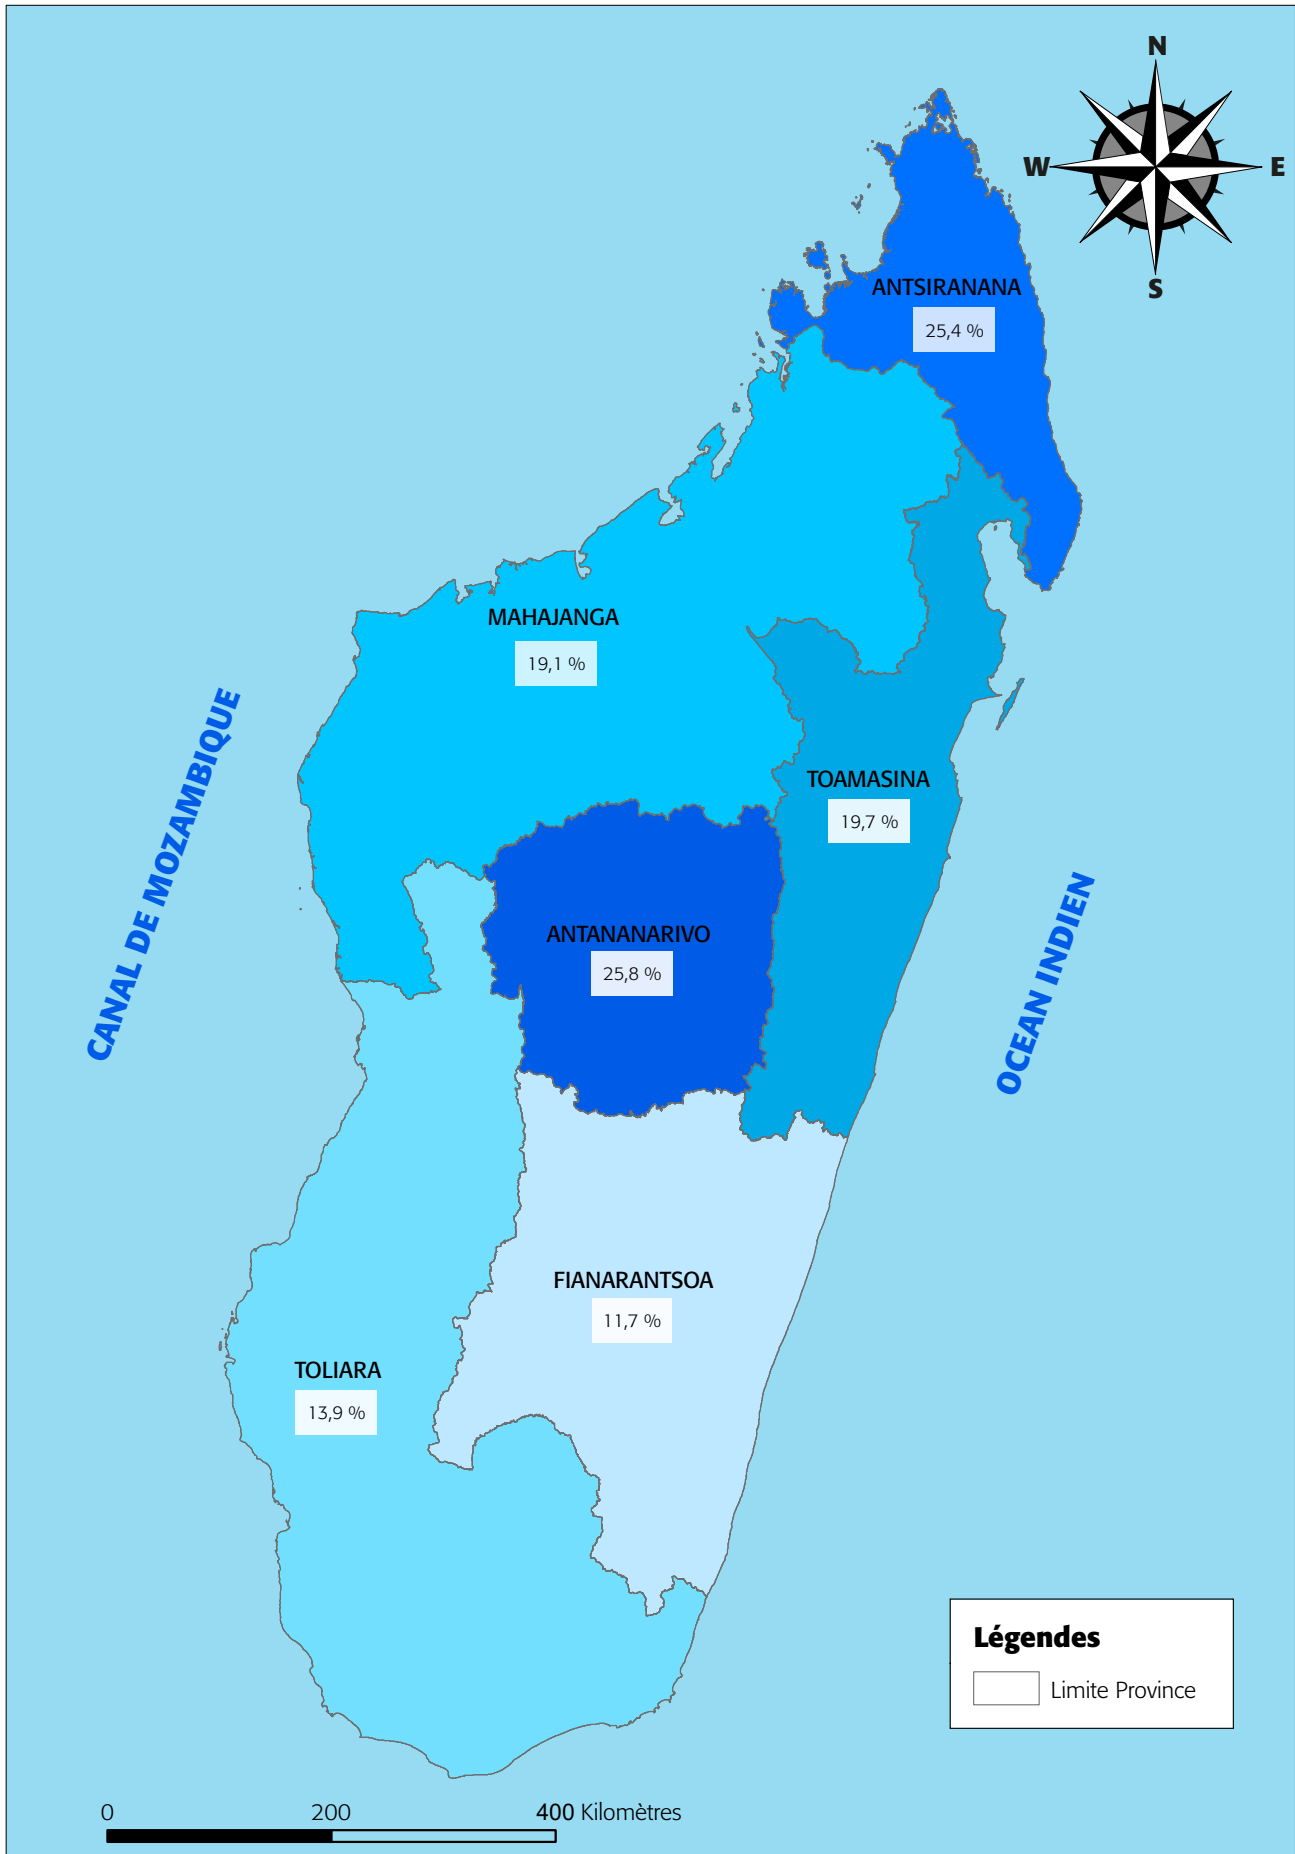 N
W
E
S
ANTSIRANANA
25,4 %
MAHAJANGA
19,1 %
CANAL DE MOZAMBIQUE
TOAMASINA
19,7 %
ANTANANARIVO
25,8 %
OCEAN INDIEN
FIANARANTSOA
11,7 %
TOLIARA
13,9 %
Légendes
Limite Province
0 200 400 Kilomètres